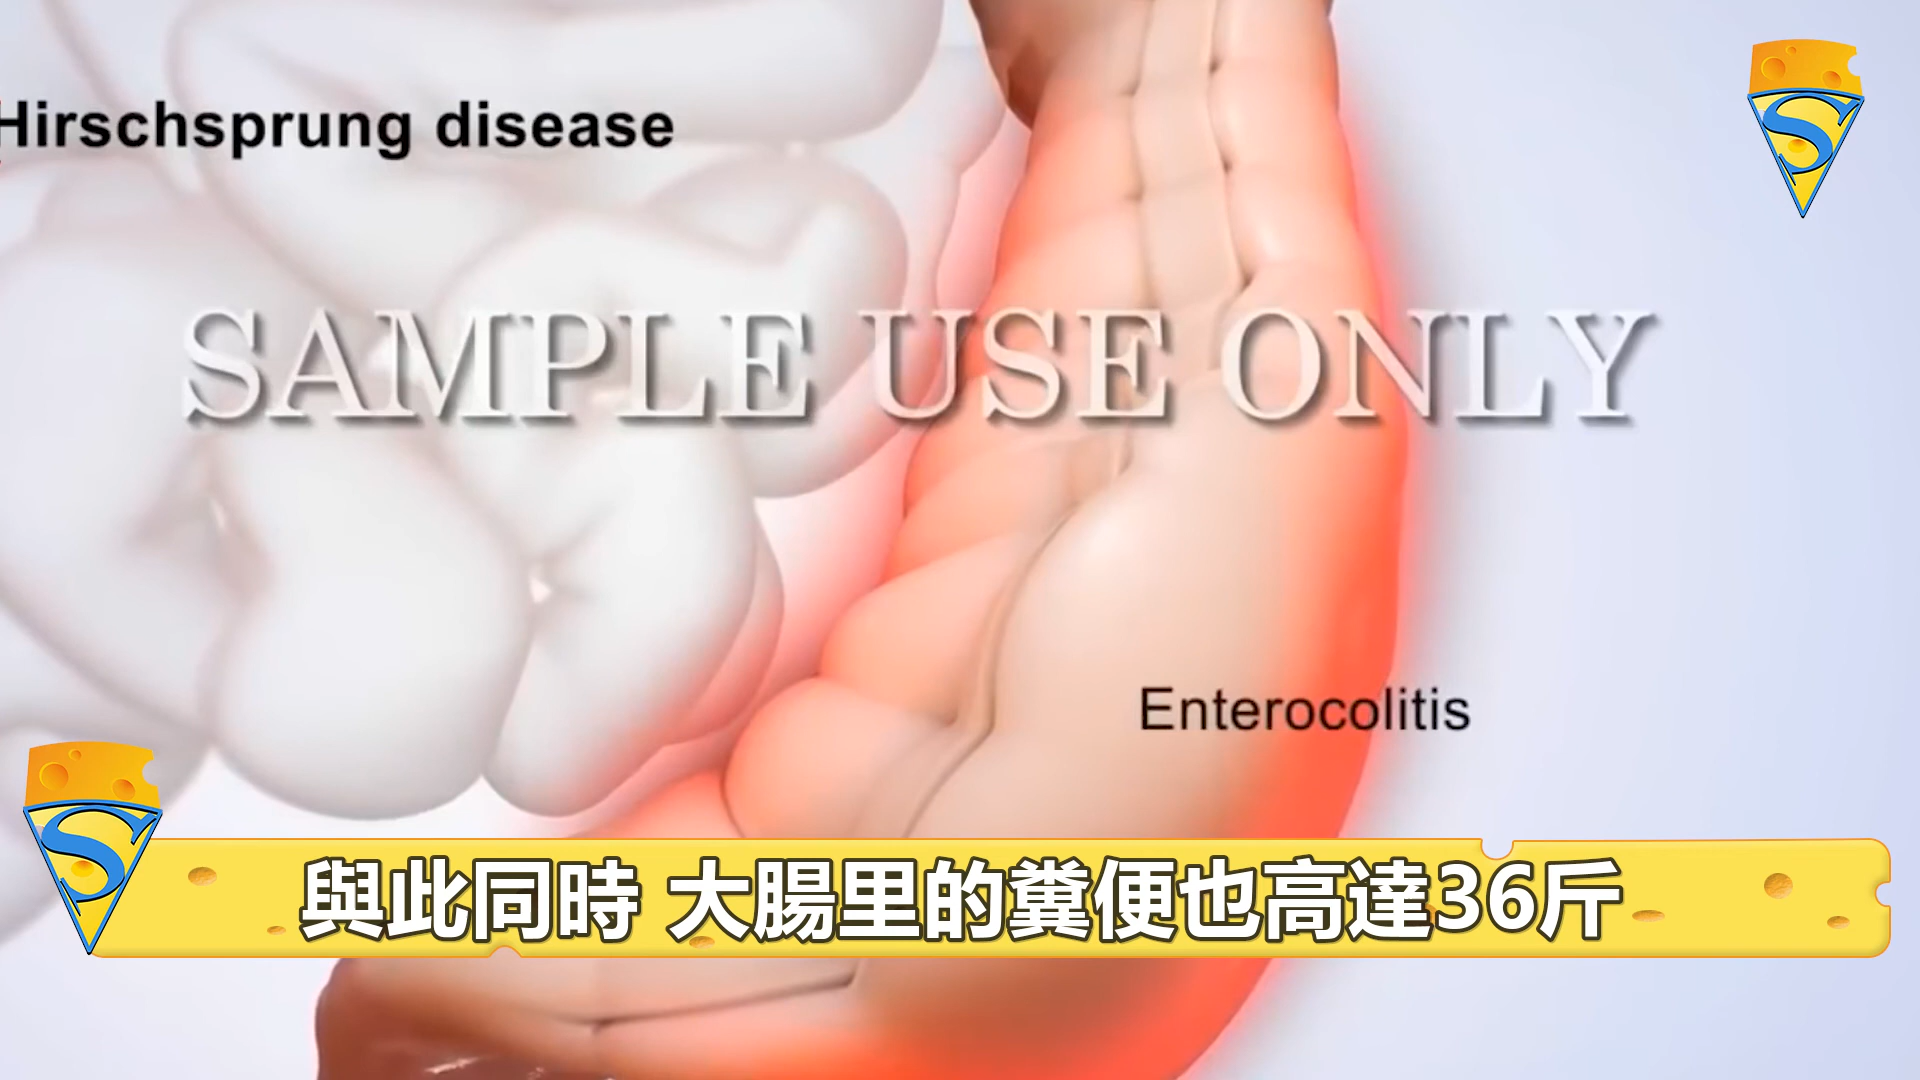 Hirschsprung disease
SAMPLE USE ONLY
Enterocolitis
與此同時 大腸里的糞便也高達36斤
S
S